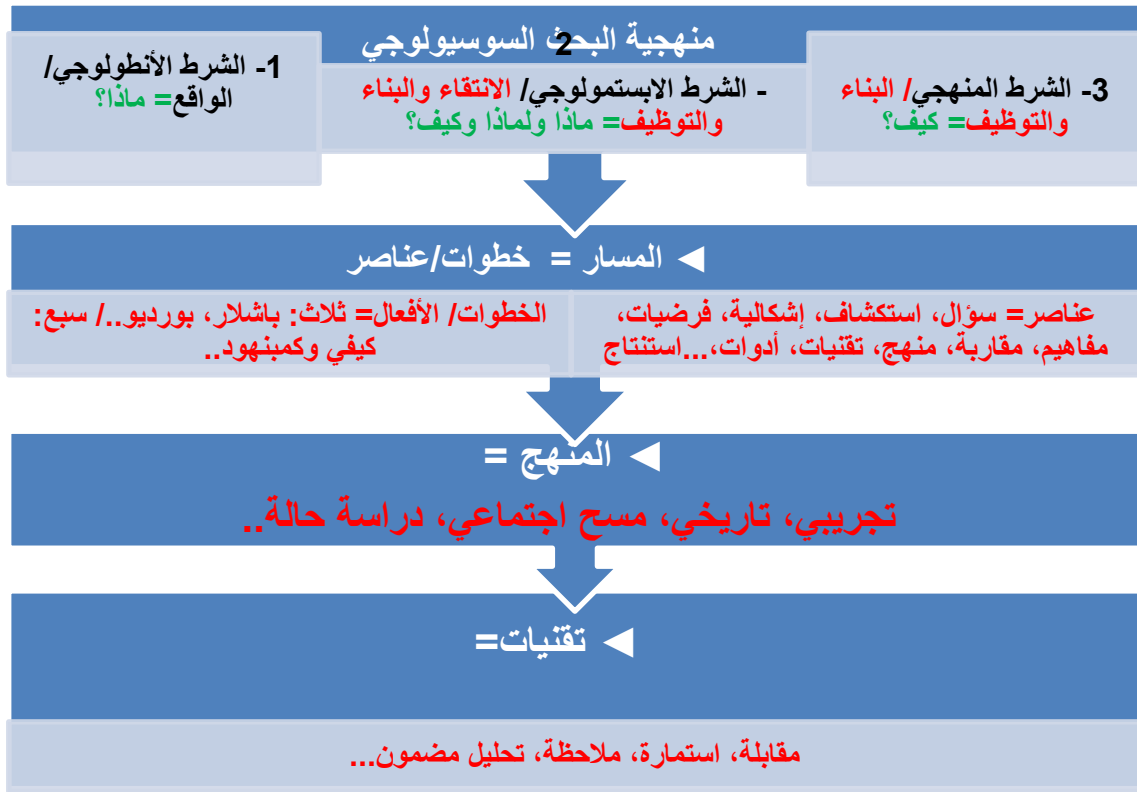 منهجية البحث السوسيولوجي
3- الشرط المنهجي/ البناء
والتوظيف= كيف؟
2
- الشرط الابستمولوجي/ الانتقاء والبناء
والتوظيف= ماذا ولماذا وكيف؟
1- الشرط الأنطولوجي/
الواقع= ماذا؟
◄ المسار = خطوات/عناصر
عناصر= سؤال، استكشاف، إشكالية، فرضيات،
مفاهيم، مقاربة، منهج، تقنيات، أدوات،...استنتاج
الخطوات/ الأفعال= ثلاث: باشلار، بورديو../ سبع:
كيفي وكمبنهود..
◄ المنهج =
تجريبي، تاريخي، مسح اجتماعي، دراسة حالة..
◄ تقنيات=
مقابلة، استمارة، ملاحظة، تحليل مضمون...